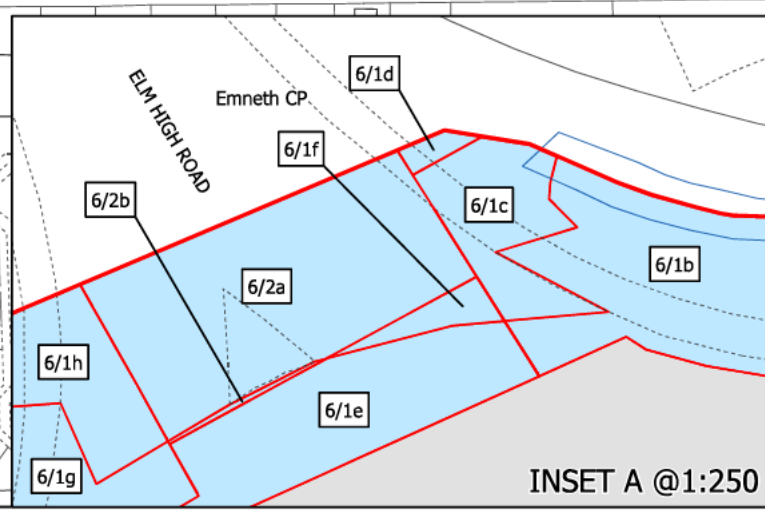 6/1d
Emneth CP
ELM HIGH ROAD
6/1f
6/2b
6/1c
6/1b
6/2a
6/1h
6/1e
6/1g
INSET A @1:250